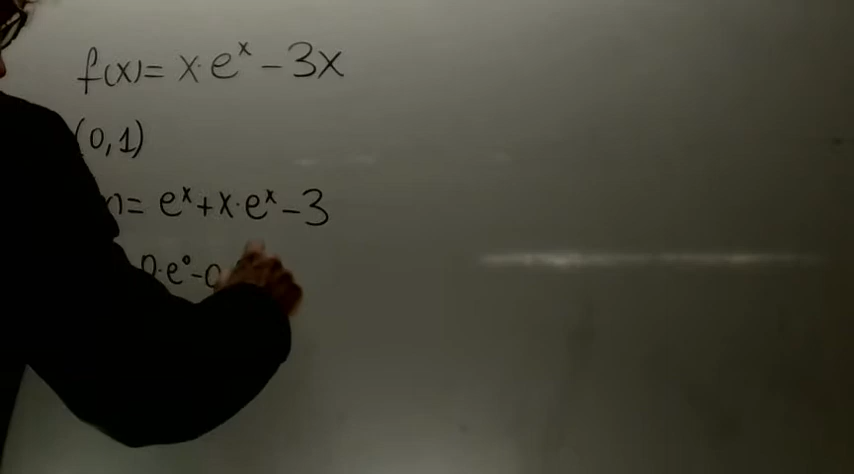 f(x)= x·eˣ-3x
(0,1)
n= eˣ+x·eˣ-3
0·e⁰-0